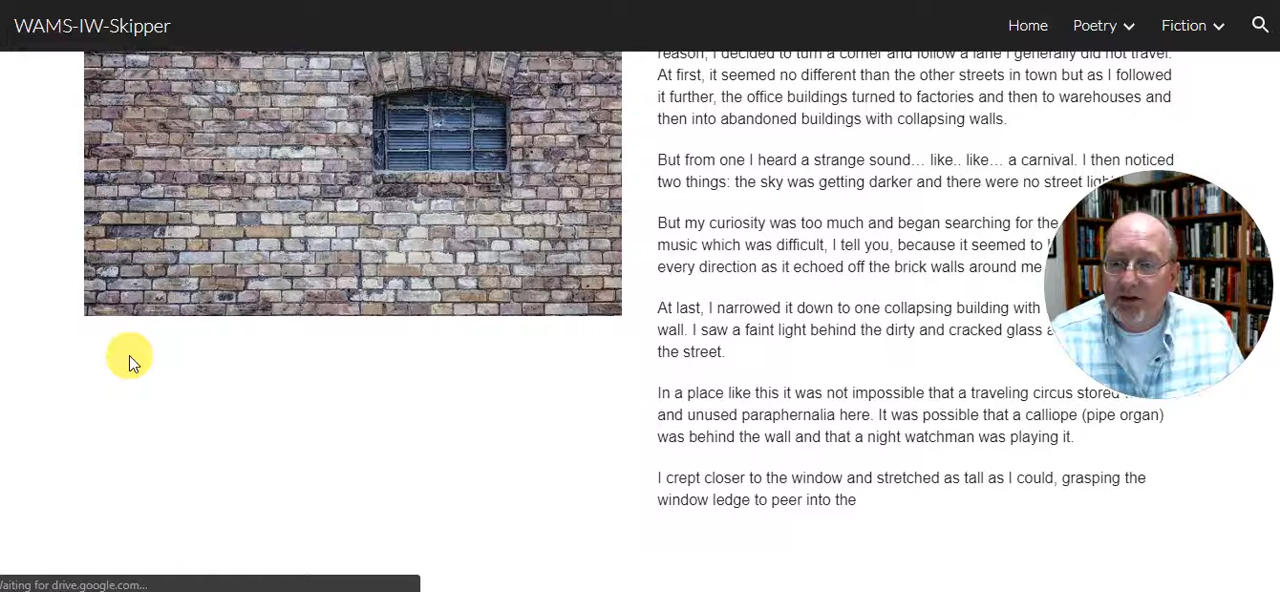 WAMS-IW-Skipper
Home
Poetry
Fiction
reason, I decided to turn a corner and follow a lane I generally did not travel.
At first, it seemed no different than the other streets in town but as I followed
it further, the office buildings turned to factories and then to warehouses and
then into abandoned buildings with collapsing walls.
But from one I heard a strange sound… like.. like… a carnival. I then noticed
two things: the sky was getting darker and there were no street
But my curiosity was too much and began searching for the
music which was difficult, I tell you, because it seemed to
every direction as it echoed off the brick walls around me
At last, I narrowed it down to one collapsing building with
wall. I saw a faint light behind the dirty and cracked glass
the street.
In a place like this it was not impossible that a traveling circus stored
and unused paraphernalia here. It was possible that a calliope (pipe organ)
was behind the wall and that a night watchman was playing it.
I crept closer to the window and stretched as tall as I could, grasping the
window ledge to peer into the
Waiting for drive.google.com...